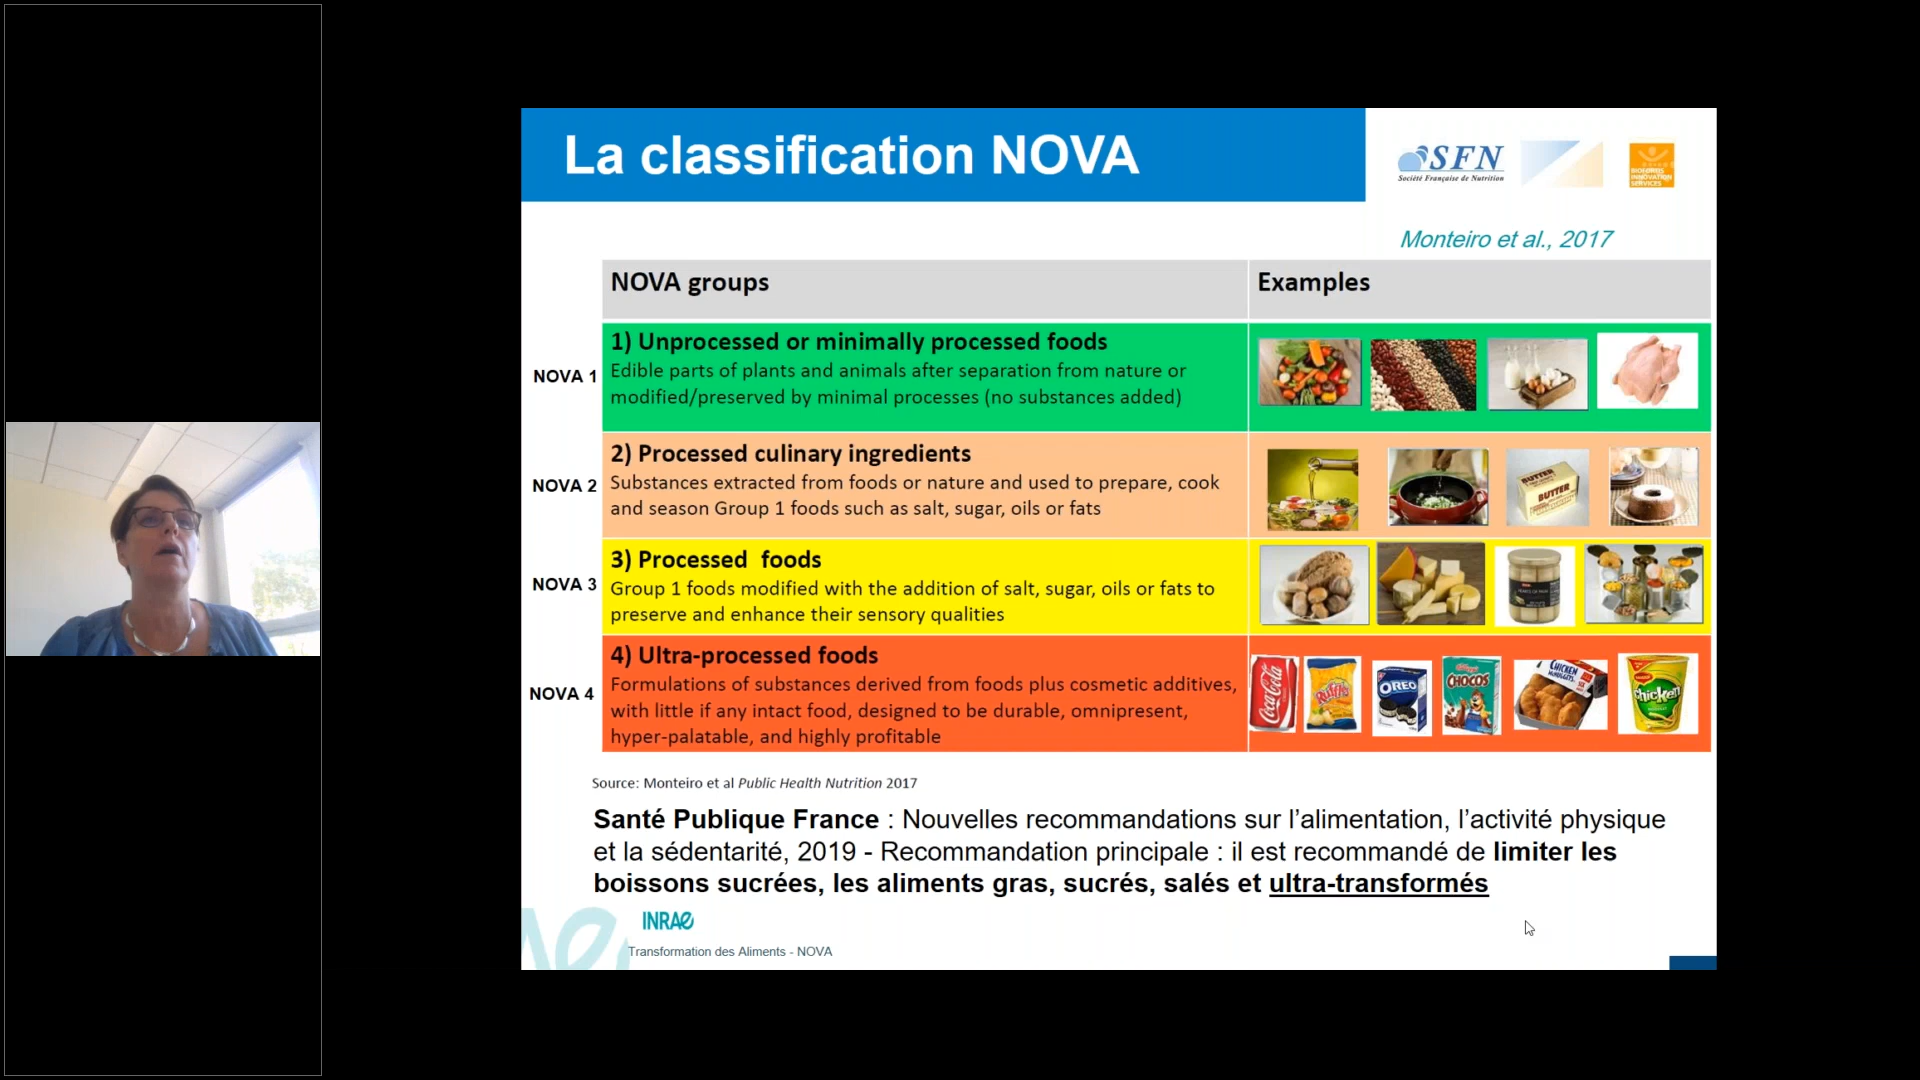 La classification NOVA
SFN
Société Française de Nutrition
BIOFORTIS
INNOVATION
SERVICES
Monteiro et al., 2017
NOVA groups
Examples
NOVA 1
1) Unprocessed or minimally processed foods
Edible parts of plants and animals after separation from nature or
modified/preserved by minimal processes (no substances added)
NOVA 2
2) Processed culinary ingredients
Substances extracted from foods or nature and used to prepare, cook
and season Group 1 foods such as salt, sugar, oils or fats
BUTTER
BUTTER
NOVA 3
3) Processed foods
Group 1 foods modified with the addition of salt, sugar, oils or fats to
preserve and enhance their sensory qualities
NOVA 4
4) Ultra-processed foods
Formulations of substances derived from foods plus cosmetic additives,
with little if any intact food, designed to be durable, omnipresent,
hyper-palatable, and highly profitable
Coca-Cola
Ruffles
OREO
CHOCOS
CHICKEN
NUGGETS
Chicken
Source: Monteiro et al Public Health Nutrition 2017
Santé Publique France : Nouvelles recommandations sur l’alimentation, l’activité physique
et la sédentarité, 2019 - Recommandation principale : il est recommandé de limiter les
boissons sucrées, les aliments gras, sucrés, salés et ultra-transformés
INRAE
Transformation des Aliments - NOVA